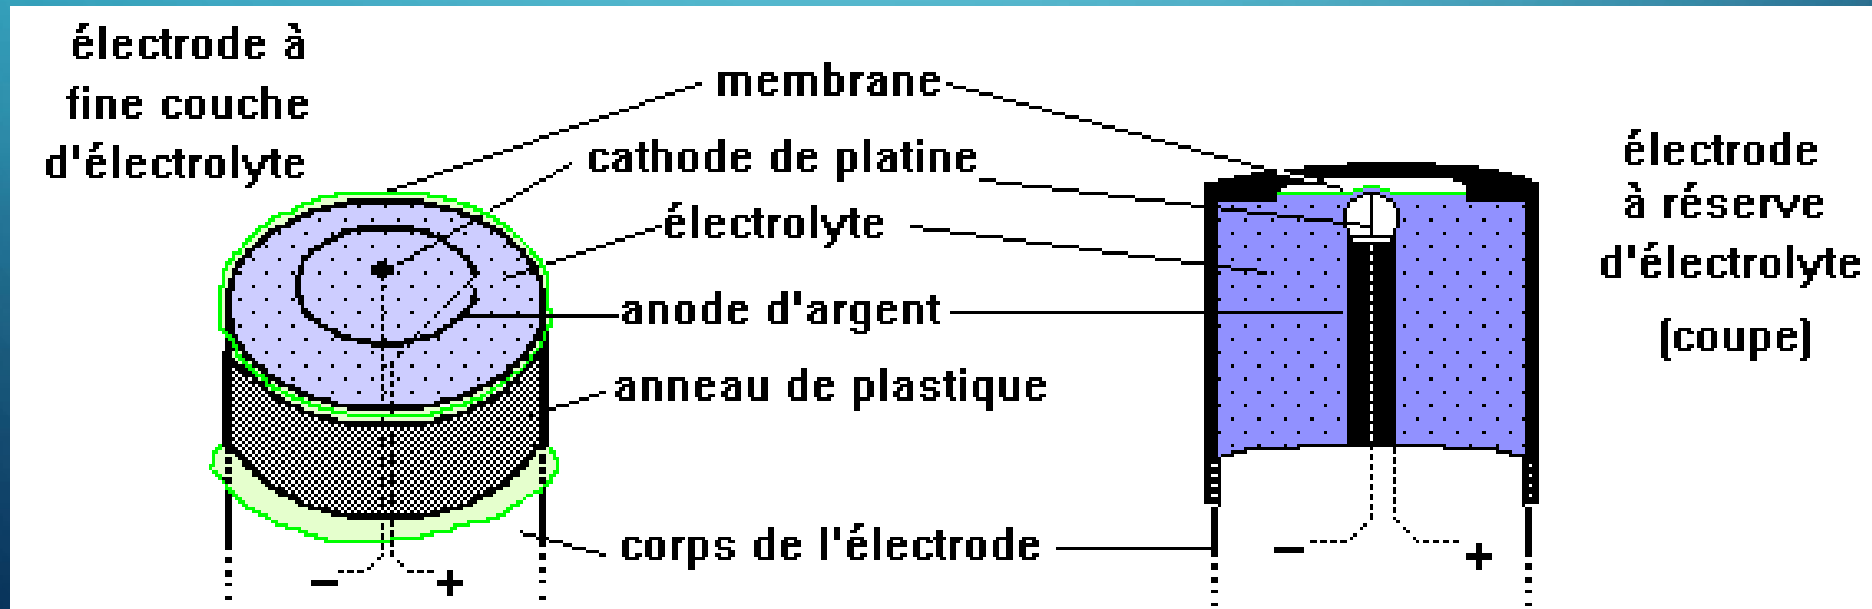 électrode à
fine couche
d'électrolyte
membrane
cathode de platine
électrolyte
anode d'argent
anneau de plastique
corps de l'électrode
électrode
à réserve
d'électrolyte
(coupe)
− +
− +